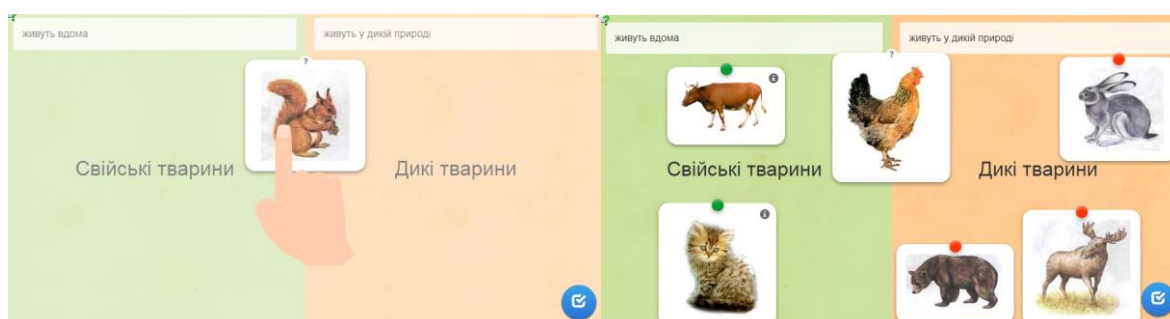 живуть вдома
живуть у дикій природі
?
Свійські тварини
Дикі тварини
живуть вдома
живуть у дикій природі
?
Свійські тварини
Дикі тварини